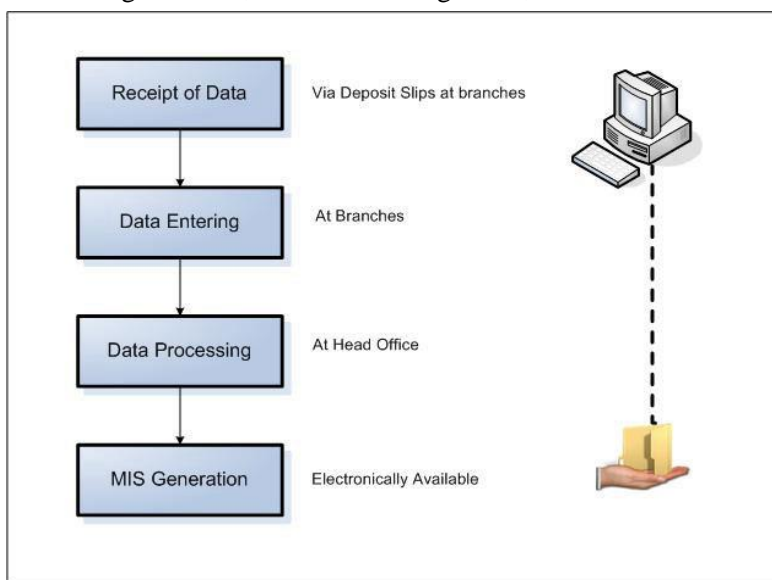 Receipt of Data
Via Deposit Slips at branches
Data Entering
At Branches
Data Processing
At Head Office
MIS Generation
Electronically Available